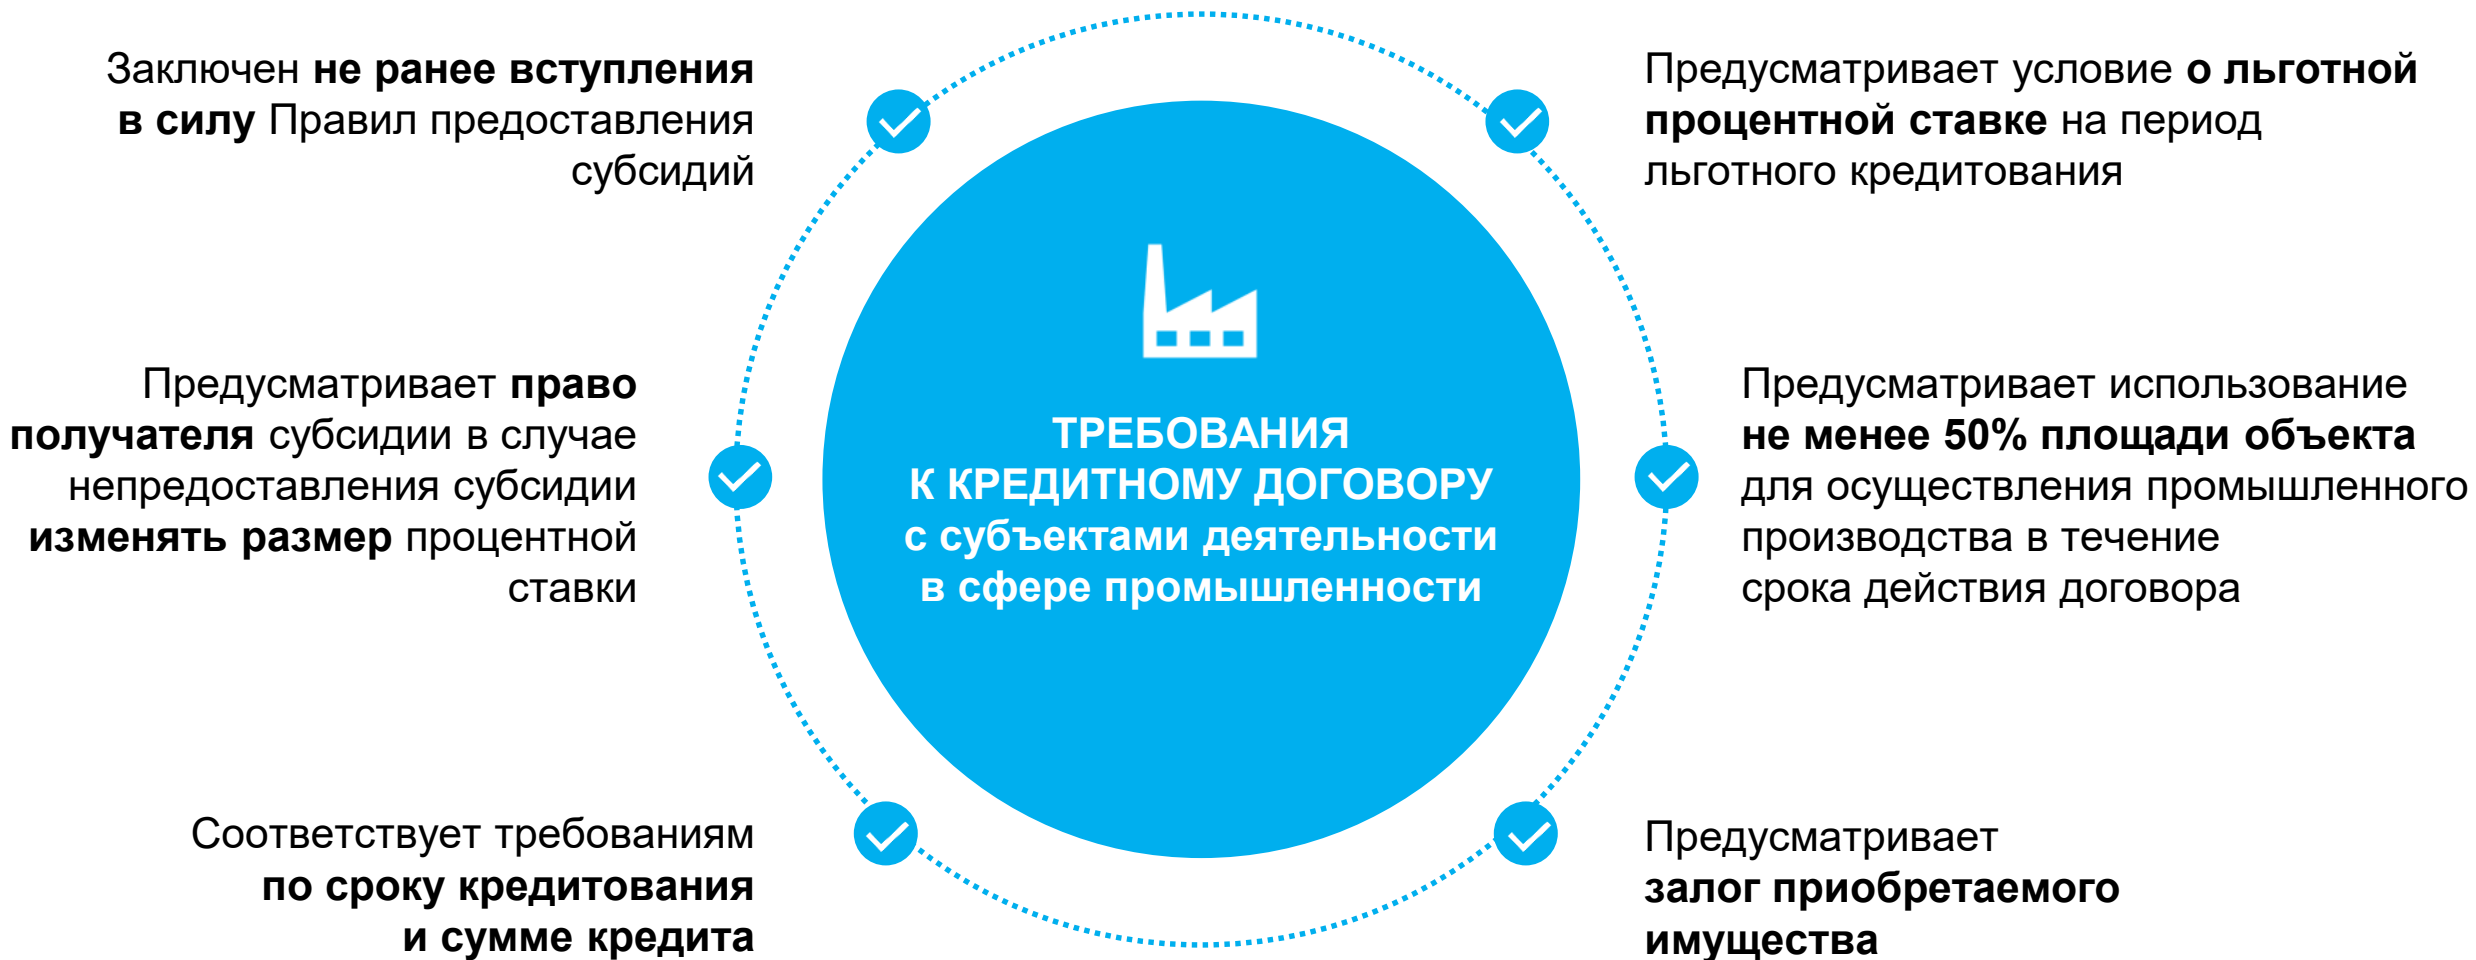 Заключен не ранее вступления
в силу Правил предоставления
субсидий
Предусматривает право
получателя субсидии в случае
непредоставления субсидии
изменять размер процентной
ставки
Соответствует требованиям
по сроку кредитования
и сумме кредита
ТРЕБОВАНИЯ
К КРЕДИТНОМУ ДОГОВОРУ
с субъектами деятельности
в сфере промышленности
Предусматривает условие о льготной
процентной ставке на период
льготного кредитования
Предусматривает использование
не менее 50% площади объекта
для осуществления промышленного
производства в течение
срока действия договора
Предусматривает
залог приобретаемого
имущества